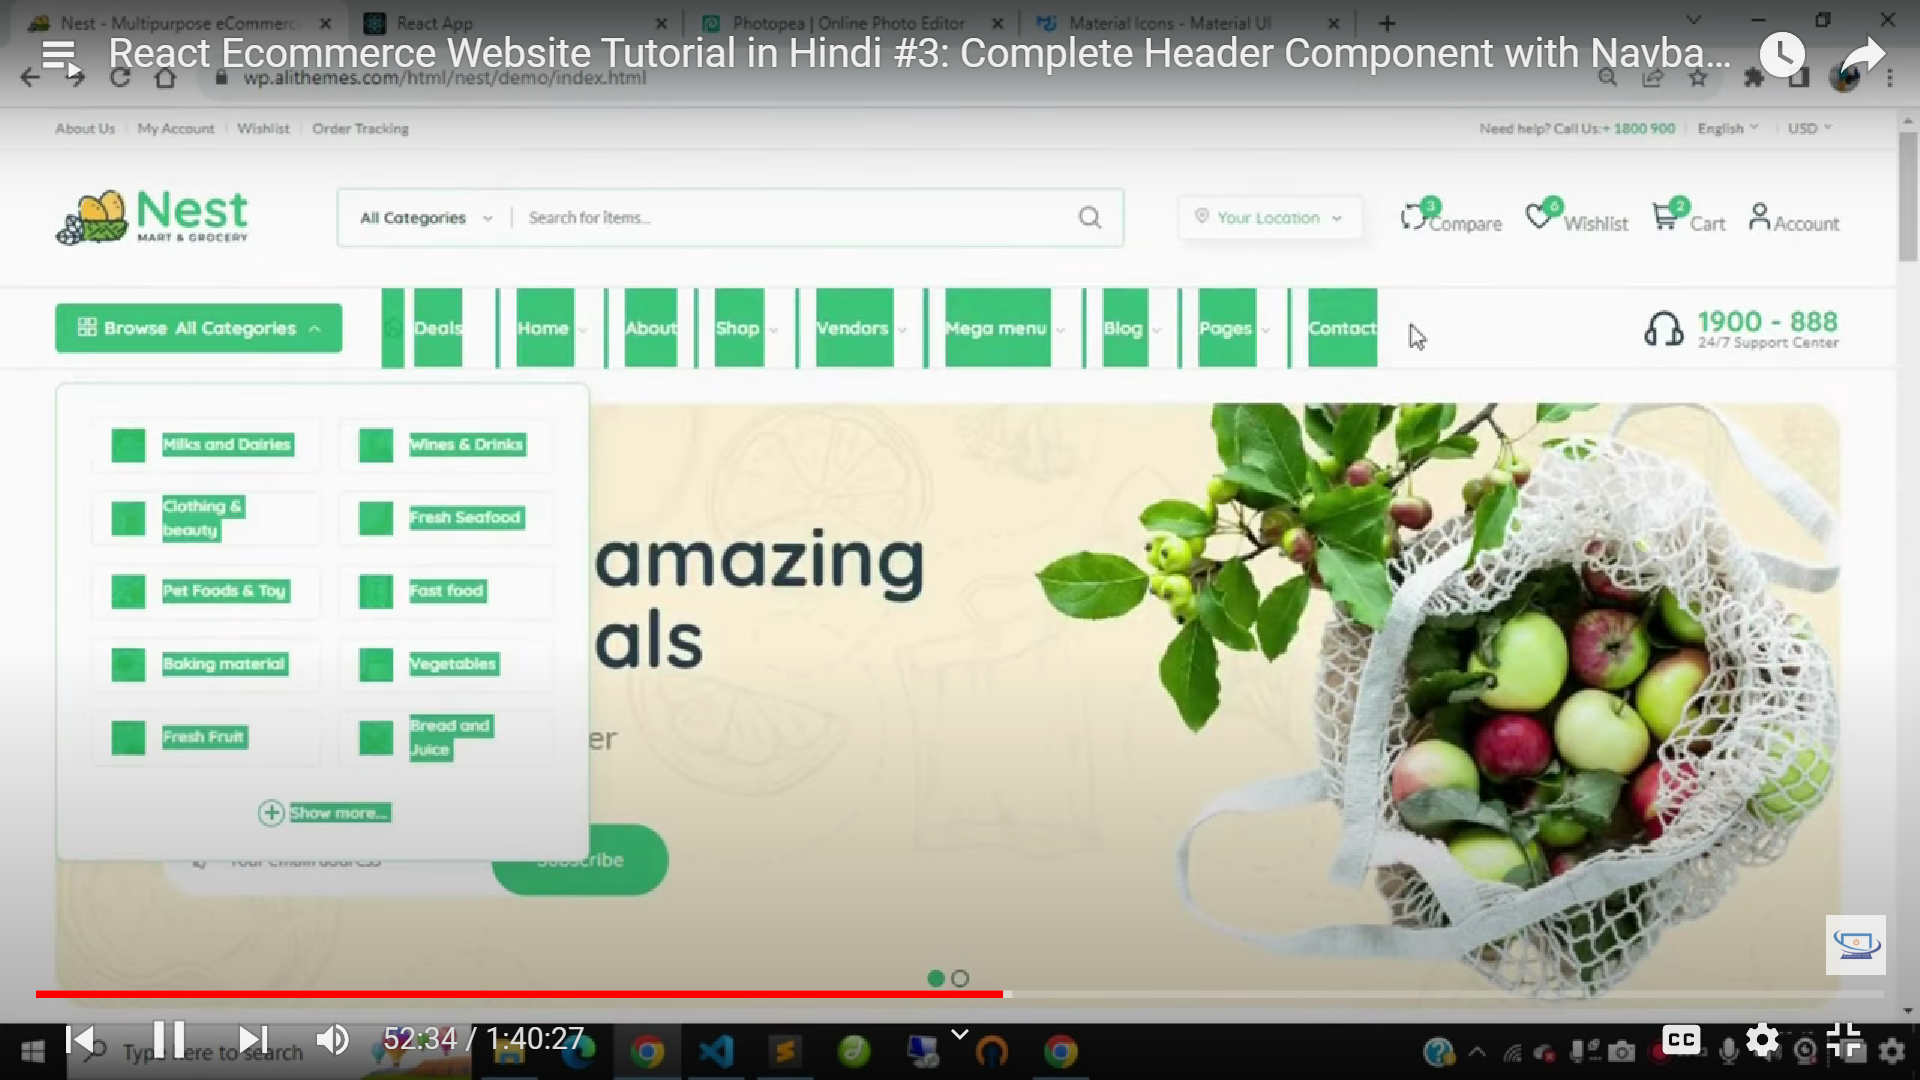 Nest - Multipurpose eCommerc
React App
Photopea | Online Photo Editor
Material Icons - Material UI
React Ecommerce Website Tutorial in Hindi #3: Complete Header Component with Navba...
wp.alithemes.com/html/nest/demo/index.html
About Us My Account Wishlist Order Tracking
Need help? Call Us:+ 1800 900 English USD
Nest
MART & GROCERY
All Categories
Search for items...
Your Location
3 Compare
6 Wishlist
2 Cart
Account
Browse All Categories
Deals Home About Shop Vendors Mega menu Blog Pages Contact
1900 - 888
24/7 Support Center
Milks and Dairies
Wines & Drinks
Clothing &
beauty
Fresh Seafood
Pet Foods & Toy
Fast food
Baking material
Vegetables
Fresh Fruit
Bread and
Juice
Show more...
amazing
als
er
Your email address
Subscribe
52:34 / 1:40:27
CC
Type here to search